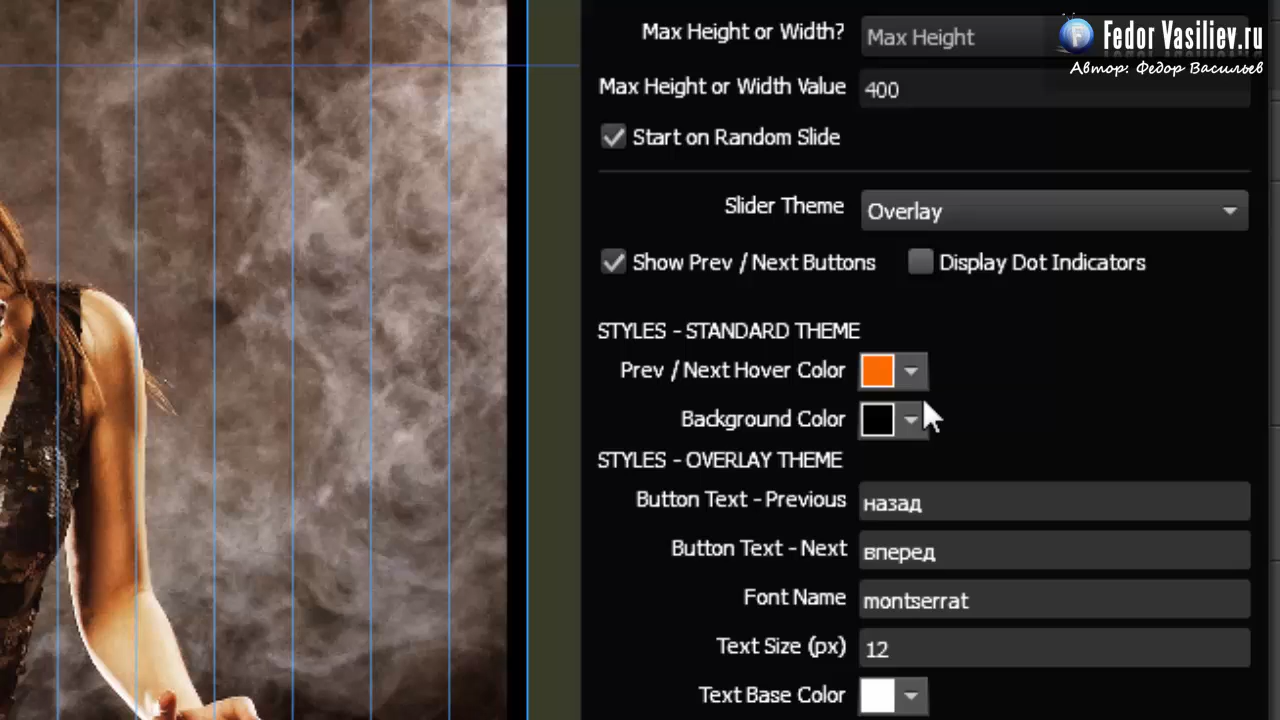 Fedor Vasiliev.ru
Автор: Федор Васильев
Max Height or Width? Max Height
Max Height or Width Value 400
Start on Random Slide
Slider Theme Overlay
Show Prev / Next Buttons Display Dot Indicators
STYLES - STANDARD THEME
Prev / Next Hover Color
Background Color
STYLES - OVERLAY THEME
Button Text - Previous назад
Button Text - Next вперед
Font Name montserrat
Text Size (px) 12
Text Base Color